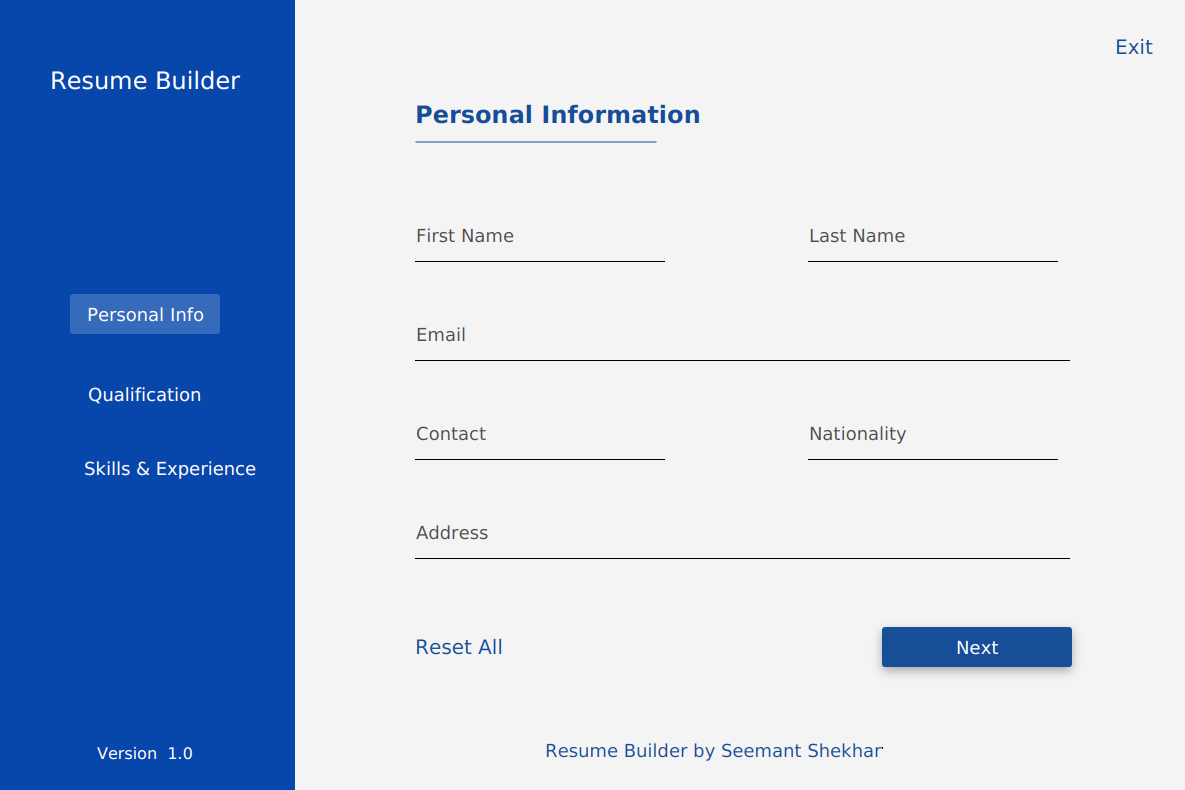 Resume Builder
Personal Info
Qualification
Skills & Experience
Version  1.0
Exit
Personal Information
First Name
Last Name
Email
Contact
Nationality
Address
Reset All
Next
Resume Builder by Seemant Shekhar